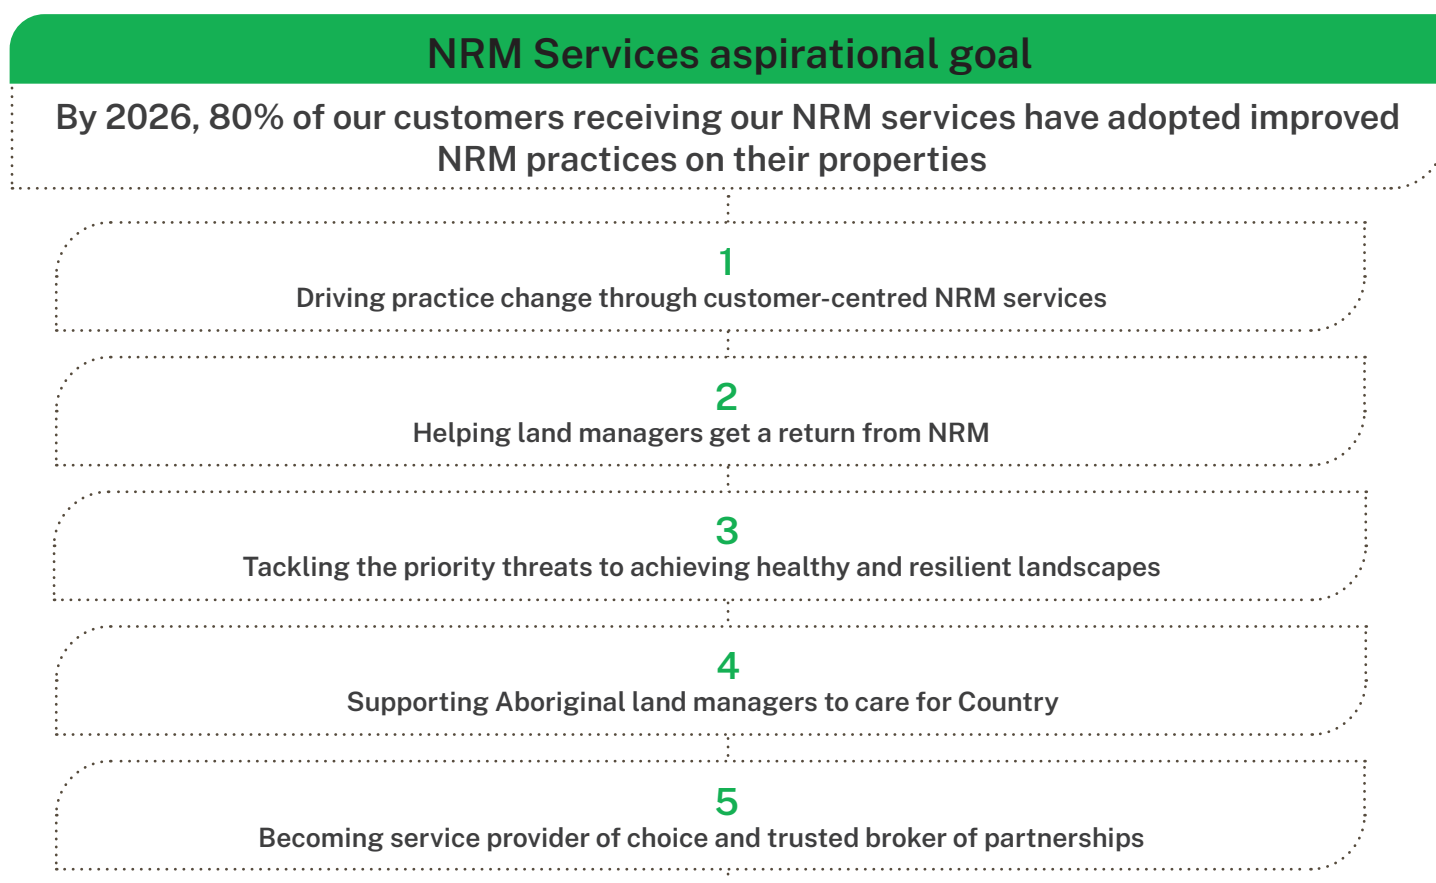 NRM Services aspirational goal
By 2026, 80% of our customers receiving our NRM services have adopted improved
NRM practices on their properties
1
Driving practice change through customer-centred NRM services
2
Helping land managers get a return from NRM
3
Tackling the priority threats to achieving healthy and resilient landscapes
4
Supporting Aboriginal land managers to care for Country
5
Becoming service provider of choice and trusted broker of partnerships